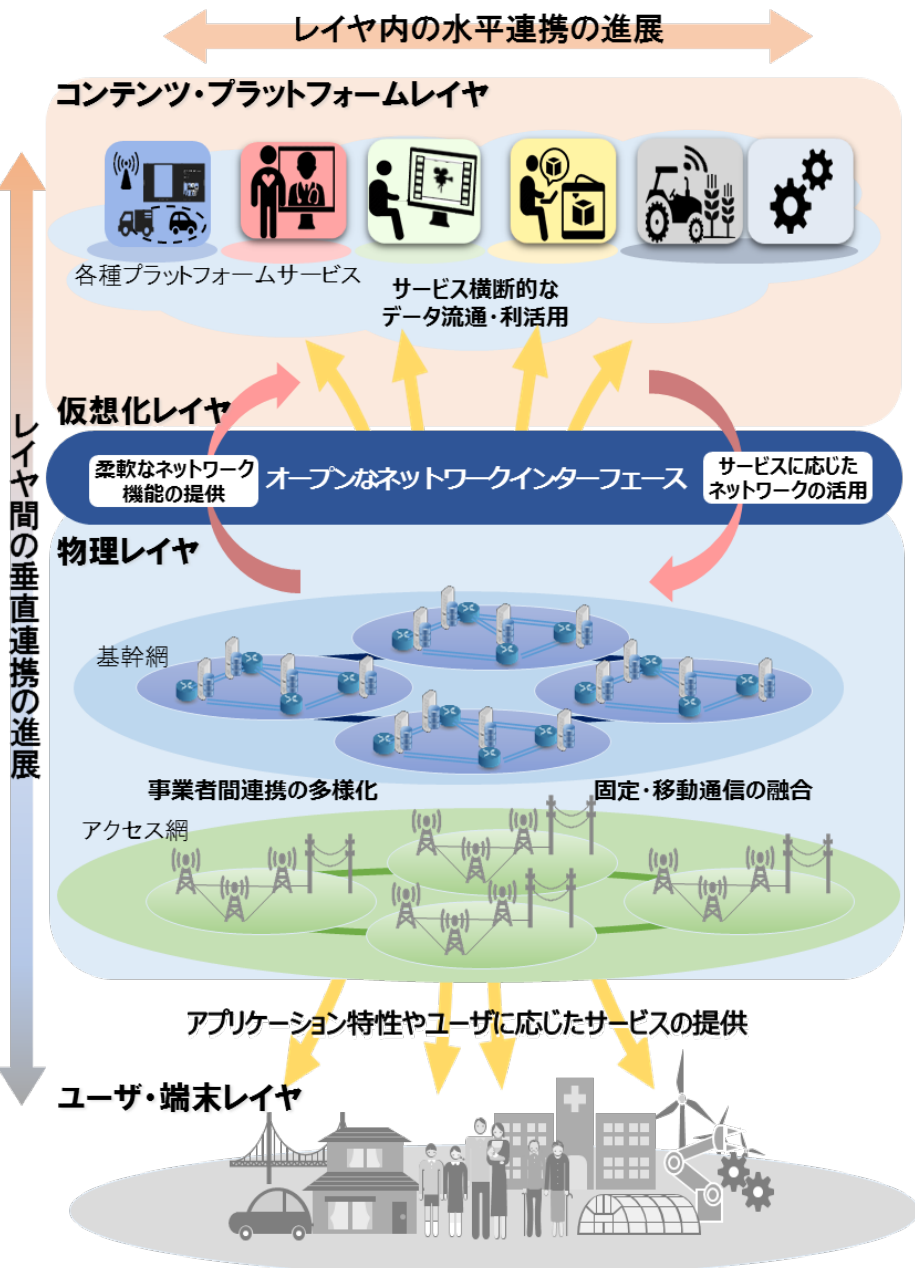 レイヤ内の水平連携の進展
コンテンツ・プラットフォームレイヤ
各種プラットフォームサービス
サービス横断的な
データ流通・利活用
レイヤ間の垂直連携の進展
仮想化レイヤ
柔軟なネットワーク
機能の提供
オープンなネットワークインターフェース
サービスに応じた
ネットワークの活用
物理レイヤ
基幹網
事業者間連携の多様化
固定・移動通信の融合
アクセス網
アプリケーション特性やユーザに応じたサービスの提供
ユーザ・端末レイヤ